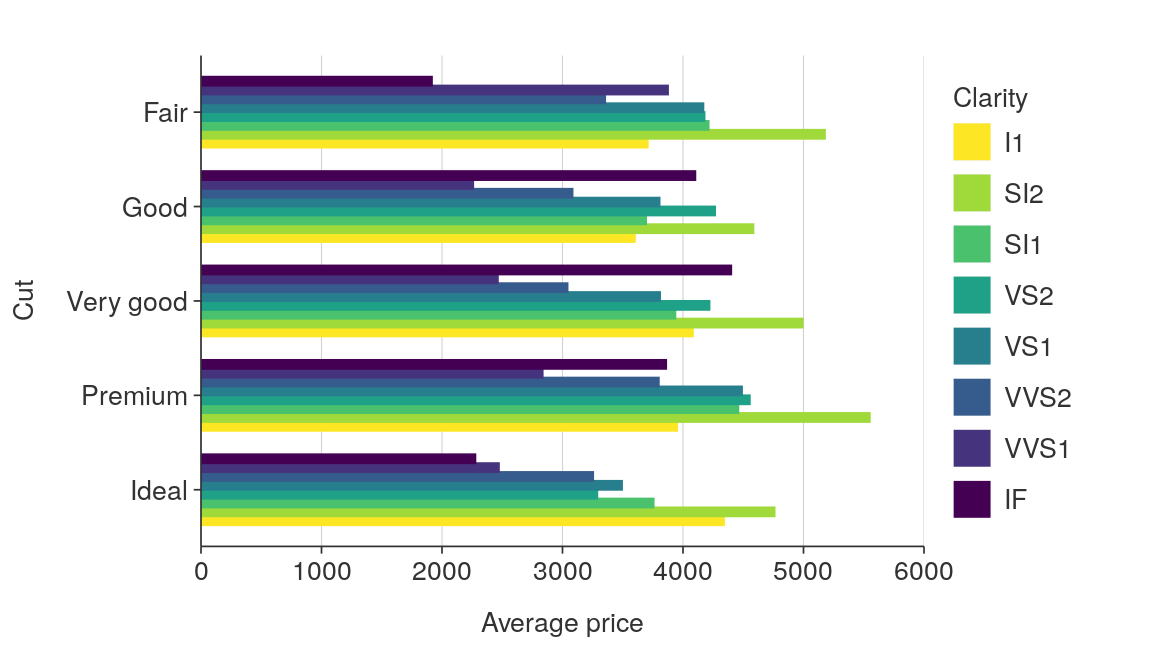 Cut
Fair
Good
Very good
Premium
Ideal
0 1000 2000 3000 4000 5000 6000
Average price
Clarity
I1
SI2
SI1
VS2
VS1
VVS2
VVS1
IF